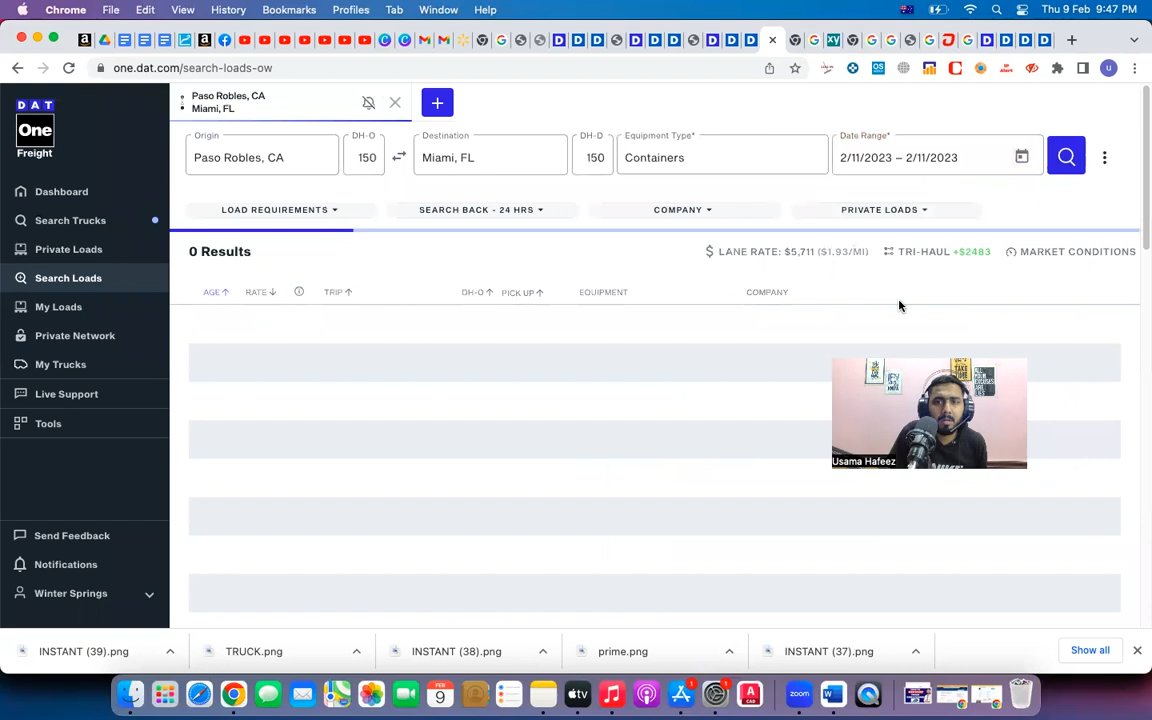 Chrome File Edit View History Bookmarks Profiles Tab Window Help Thu 9 Feb 9:47 PM
one.dat.com/search-loads-ow
DAT
One
Freight
Dashboard
Search Trucks
Private Loads
Search Loads
My Loads
Private Network
My Trucks
Live Support
Tools
Send Feedback
Notifications
Winter Springs
Paso Robles, CA
Miami, FL
Origin DH-O Destination DH-D Equipment Type* Date Range*
Paso Robles, CA 150 Miami, FL 150 Containers 2/11/2023 – 2/11/2023
LOAD REQUIREMENTS SEARCH BACK - 24 HRS COMPANY PRIVATE LOADS
0 Results LANE RATE: $5,711 ($1.93/MI) TRI-HAUL +$2483 MARKET CONDITIONS
AGE RATE TRIP DH-O PICK UP EQUIPMENT COMPANY
Usama Hafeez
INSTANT (39).png TRUCK.png INSTANT (38).png prime.png INSTANT (37).png Show all
FEB
9
tv
zoom